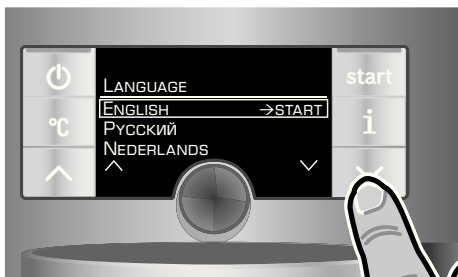 start
°C
i
LANGUAGE
ENGLISH →START
РУССКИЙ
NEDERLANDS